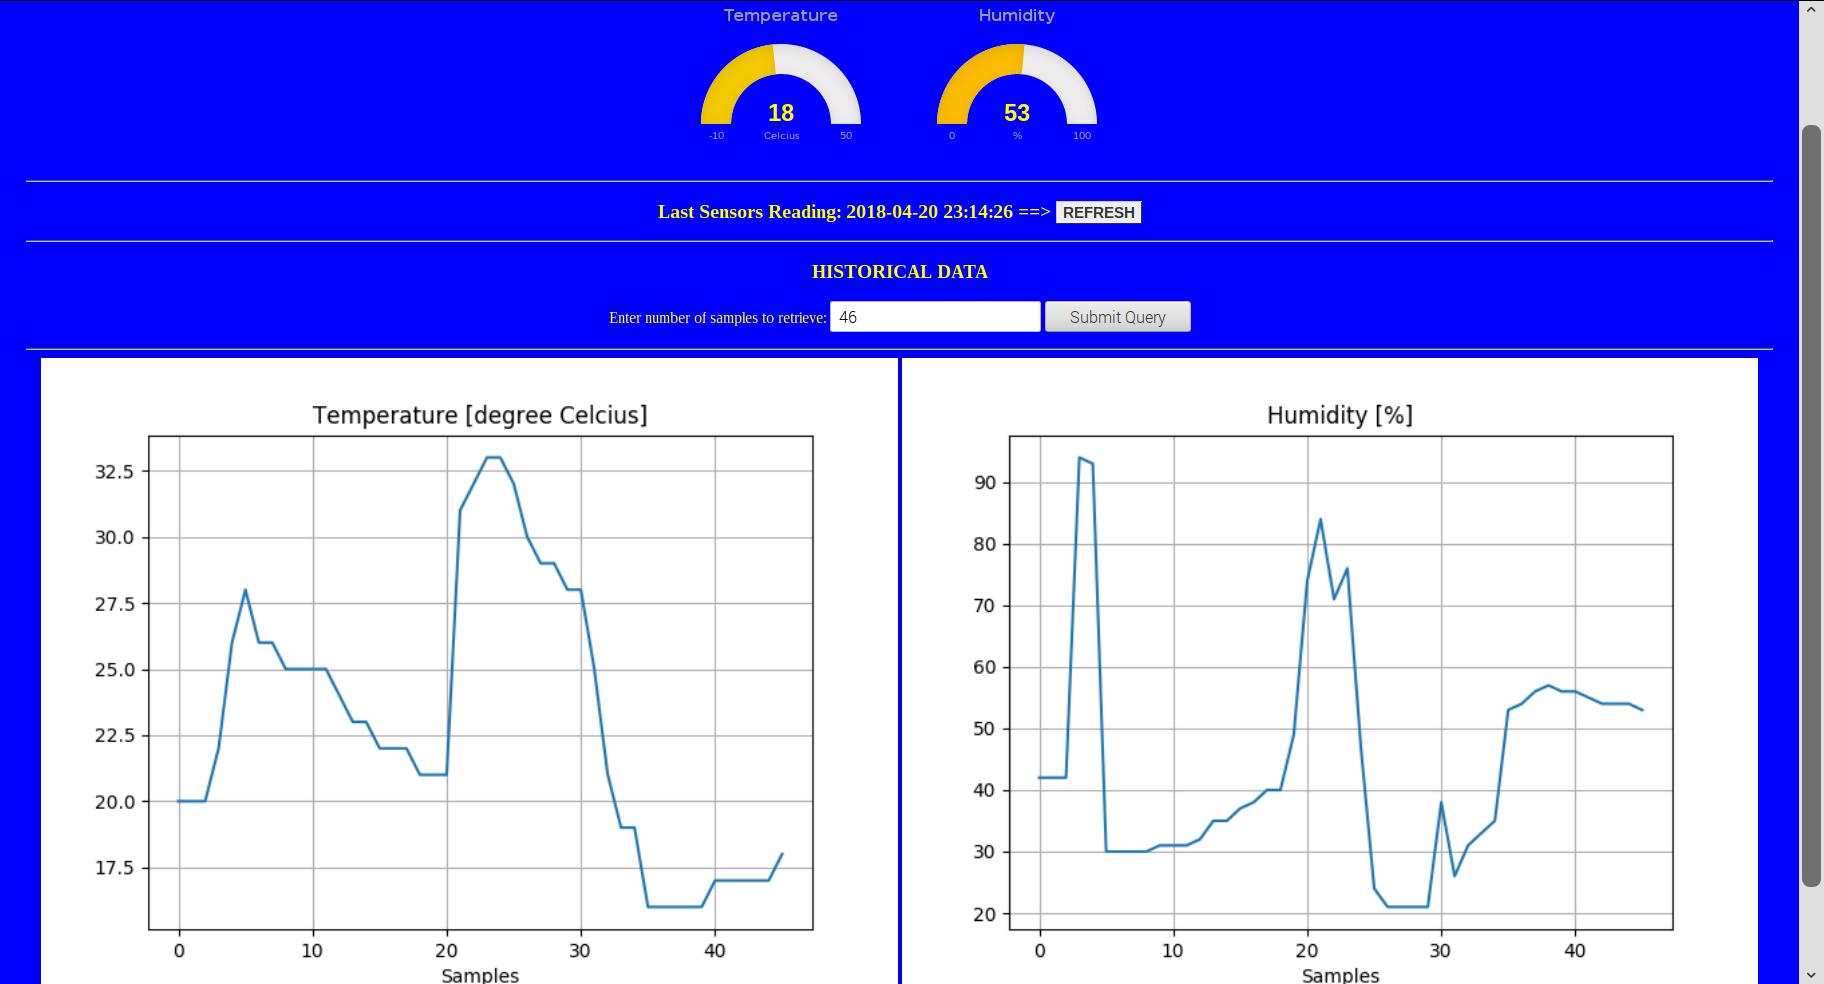 Temperature Humidity
18 53
-10 Celcius 50 0 % 100
Last Sensors Reading: 2018-04-20 23:14:26 ==> REFRESH
HISTORICAL DATA
Enter number of samples to retrieve: 46 Submit Query
Temperature [degree Celcius]
32.5
30.0
27.5
25.0
22.5
20.0
17.5
0 10 20 30 40
Samples
Humidity [%]
90
80
70
60
50
40
30
20
0 10 20 30 40
Samples